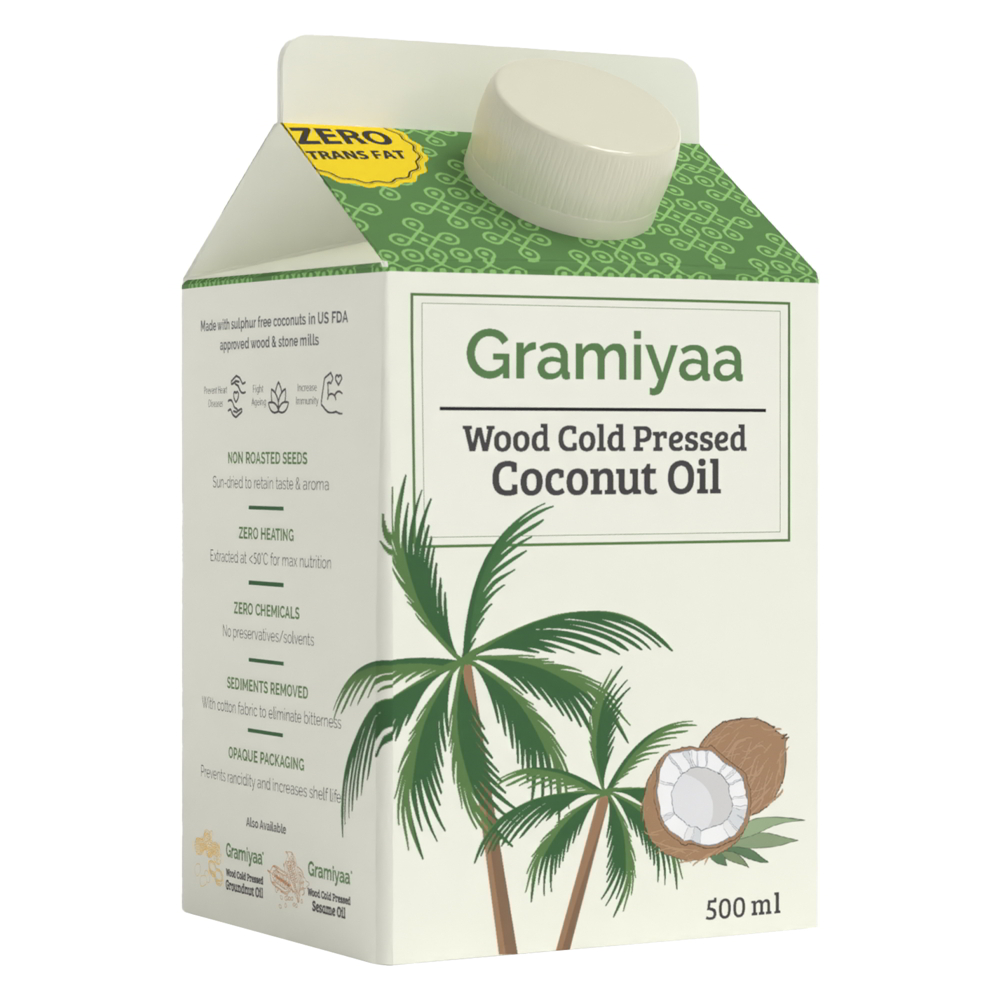 ZERO
TRANS FAT
Gramiyaa
Wood Cold Pressed
Coconut Oil
500 ml
Made with sulphur free coconuts in US FDA
approved wood & stone mills
Prevent Heart
Disease
Fight
Ageing
Increase
Immunity
NON ROASTED SEEDS
Sun-dried to retain taste & aroma
ZERO HEATING
Extracted at <50°C for max nutrition
ZERO CHEMICALS
No preservatives/solvents
SEDIMENTS REMOVED
With cotton fabric to eliminate bitterness
OPAQUE PACKAGING
Prevents rancidity and increases shelf life
Also Available
Gramiyaa
Wood Cold Pressed
Groundnut Oil
Gramiyaa
Wood Cold Pressed
Sesame Oil